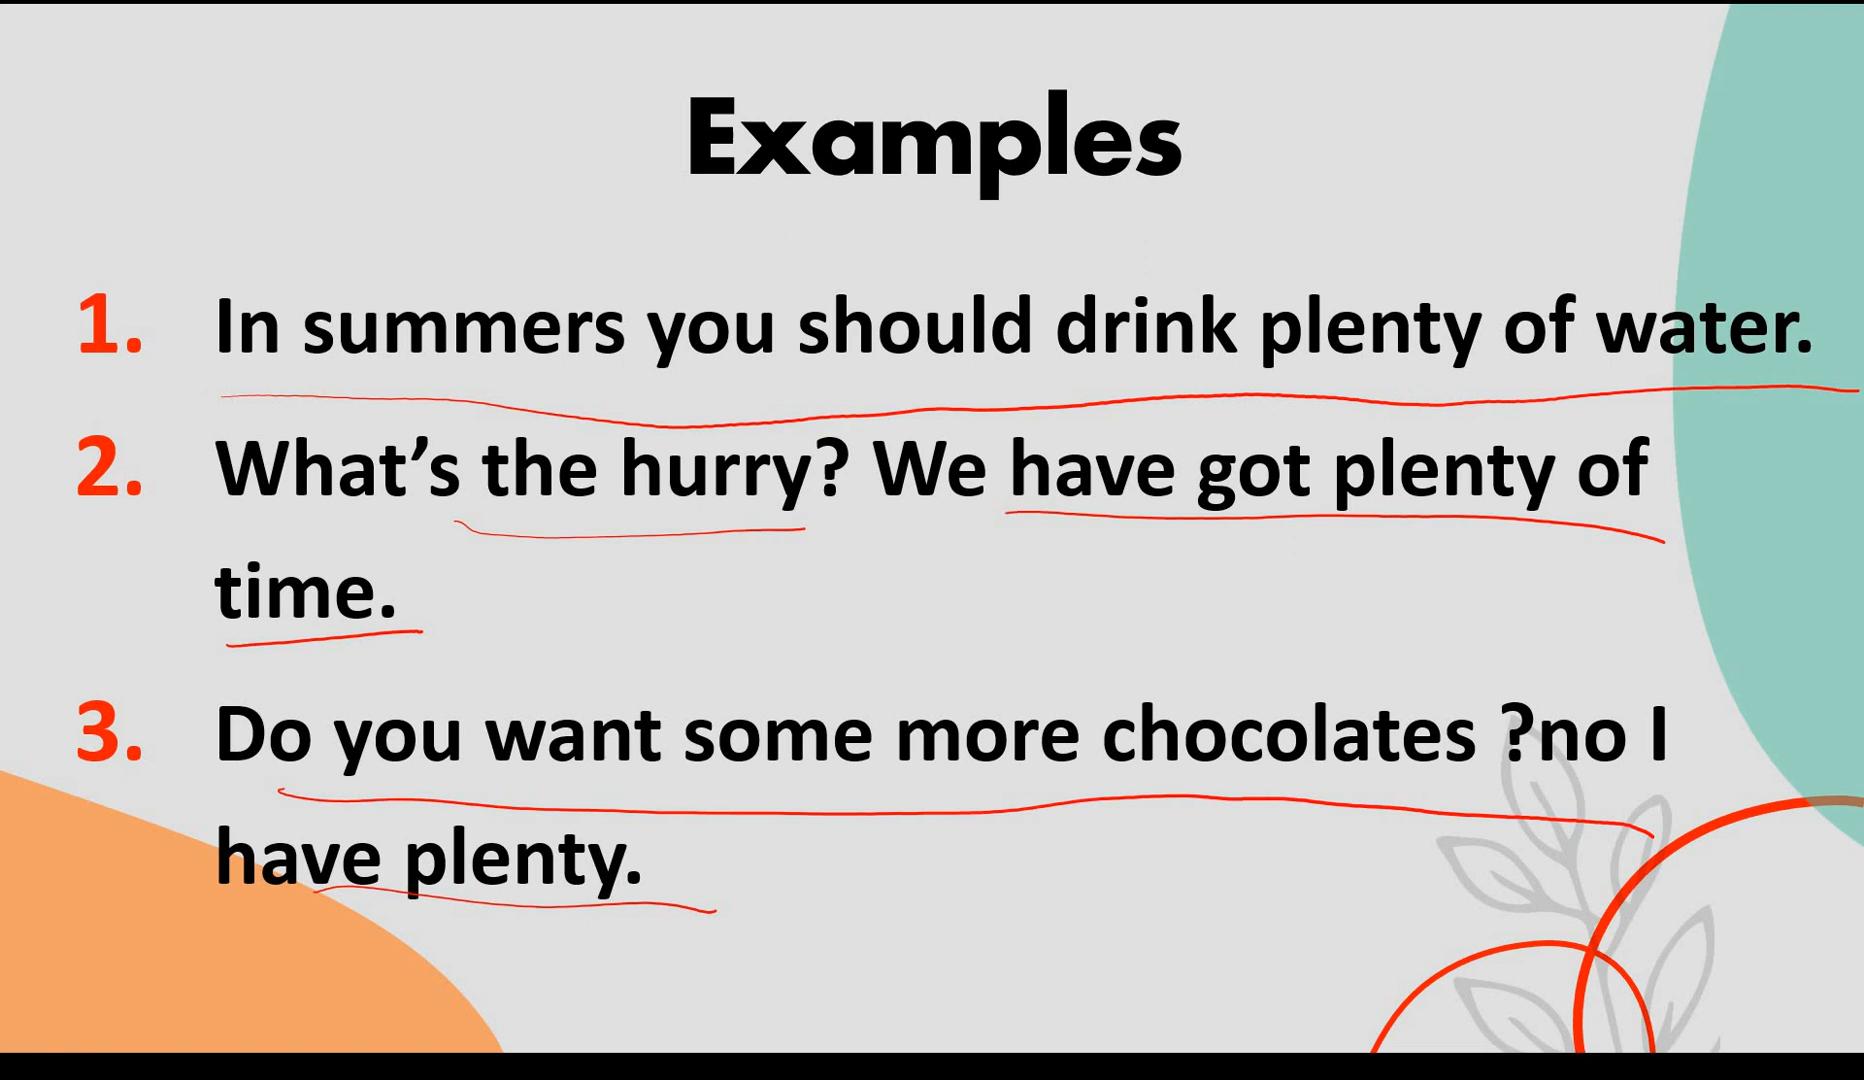 Examples
1. In summers you should drink plenty of water.
2. What’s the hurry? We have got plenty of
time.
3. Do you want some more chocolates ?no I
have plenty.